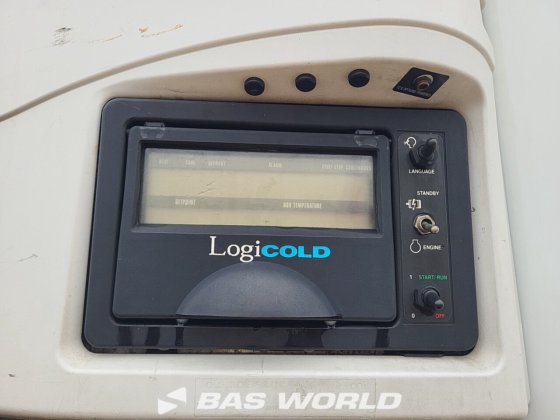 HEAT COOL DEFROST ALARM START-STOP CONTINUOUS
SETPOINT BOX TEMPERATURE
LogiCOLD
LANGUAGE
STANDBY
ENGINE
1 START/RUN
0 OFF
BAS WORLD